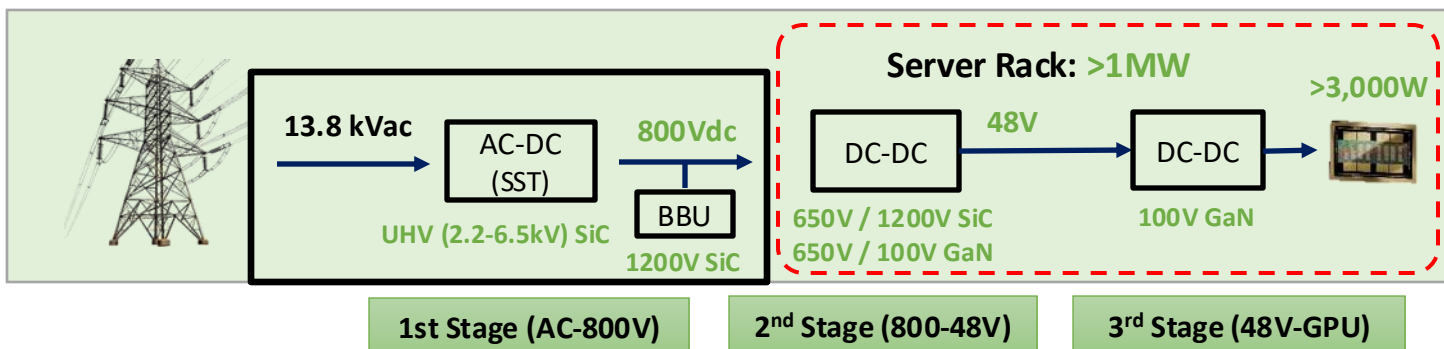 Server Rack: >1MW
>3,000W
13.8 kVac
800Vdc
48V
AC-DC
(SST)
DC-DC
DC-DC
BBU
UHV (2.2-6.5kV) SiC
1200V SiC
650V / 1200V SiC
650V / 100V GaN
100V GaN
1st Stage (AC-800V)
2nd Stage (800-48V)
3rd Stage (48V-GPU)